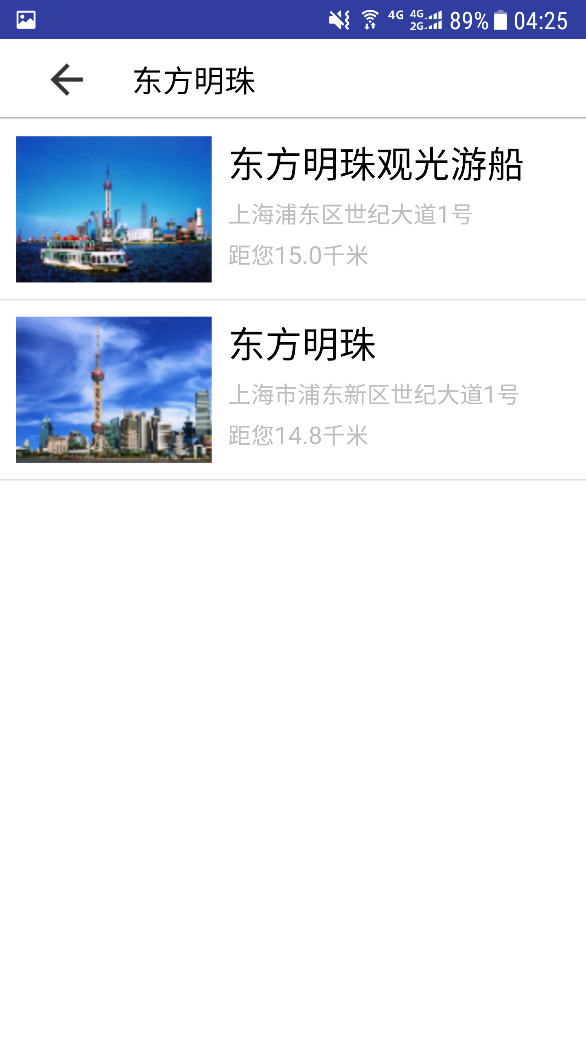 4G 4G 2G 89% 04:25
东方明珠
东方明珠观光游船
上海浦东区世纪大道1号
距您15.0千米
东方明珠
上海市浦东新区世纪大道1号
距您14.8千米